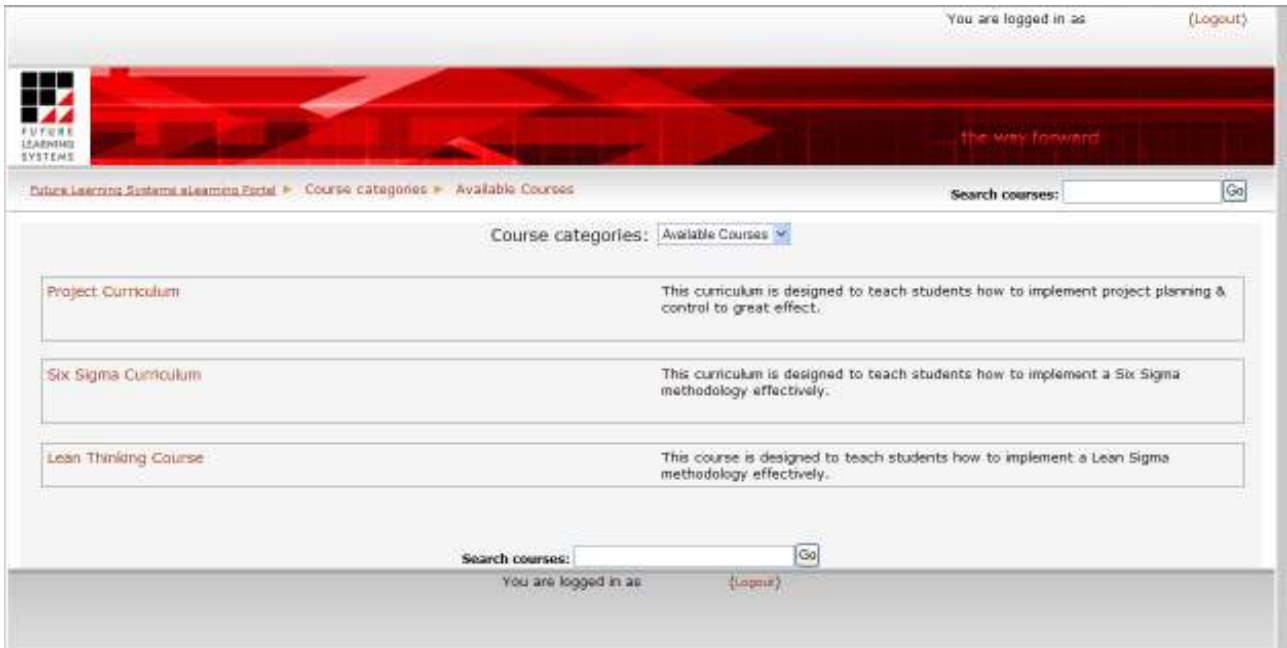 You are logged in as (Logout)
FUTURE
LEARNING
SYSTEMS
...the way forward
Future Learning Systems eLearning Portal ► Course categories ► Available Courses
Search courses: Go
Course categories: Available Courses
Project Curriculum
This curriculum is designed to teach students how to implement project planning &
control to great effect.
Six Sigma Curriculum
This curriculum is designed to teach students how to implement a Six Sigma
methodology effectively.
Lean Thinking Course
This course is designed to teach students how to implement a Lean Sigma
methodology effectively.
Search courses: Go
You are logged in as (Logout)